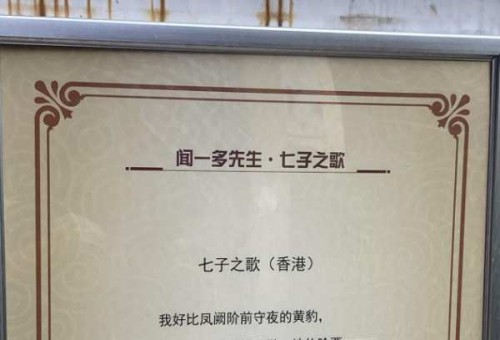 闻一多先生·七子之歌
七子之歌（香港）
我好比凤阙阶前守夜的黄豹，